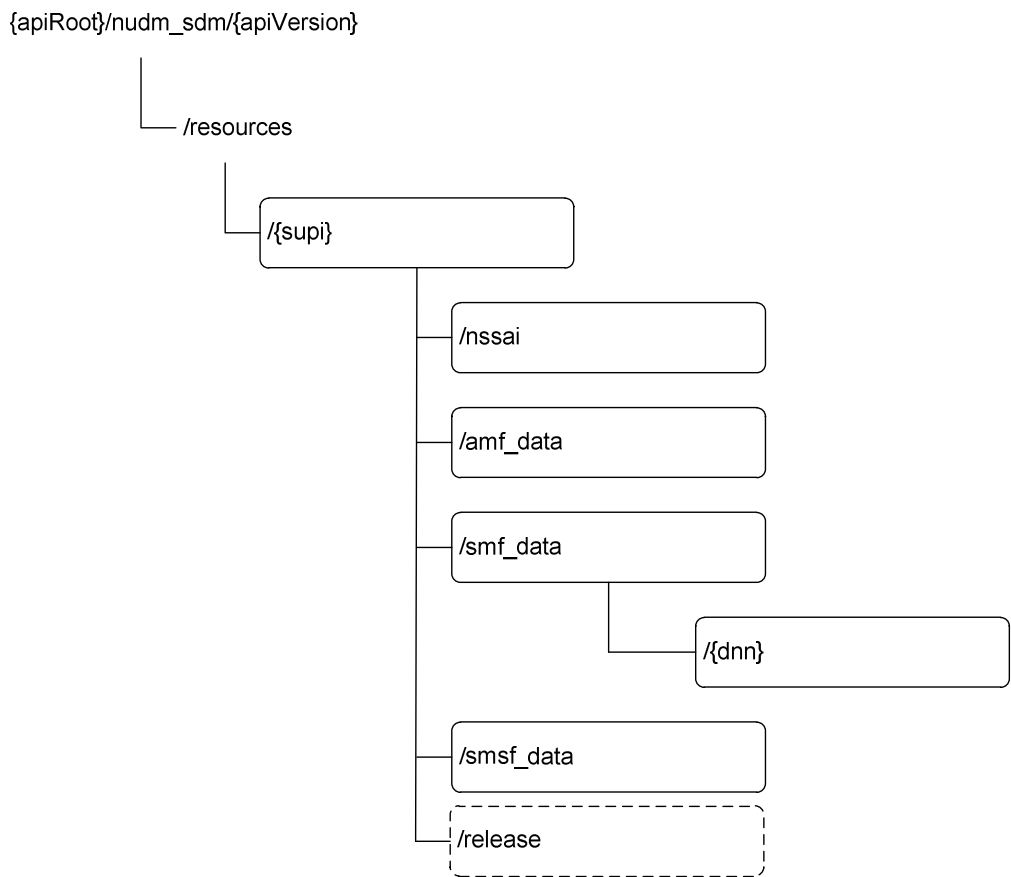 {apiRoot}/nudm_sdm/{apiVersion}
/resources
/{supi}
/nssai
/amf_data
/smf_data
/{dnn}
/smsf_data
/release